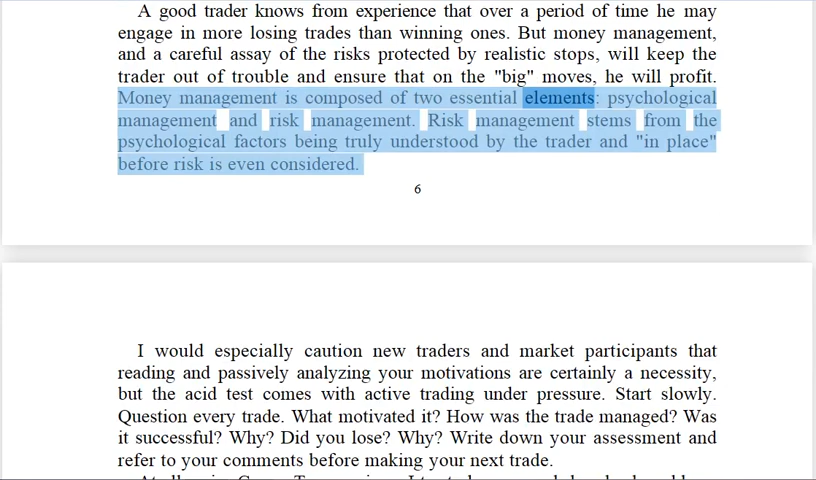 A good trader knows from experience that over a period of time he may
engage in more losing trades than winning ones. But money management,
and a careful assay of the risks protected by realistic stops, will keep the
trader out of trouble and ensure that on the "big" moves, he will profit.
Money management is composed of two essential elements: psychological
management and risk management. Risk management stems from the
psychological factors being truly understood by the trader and "in place"
before risk is even considered.
6
I would especially caution new traders and market participants that
reading and passively analyzing your motivations are certainly a necessity,
but the acid test comes with active trading under pressure. Start slowly.
Question every trade. What motivated it? How was the trade managed? Was
it successful? Why? Did you lose? Why? Write down your assessment and
refer to your comments before making your next trade.